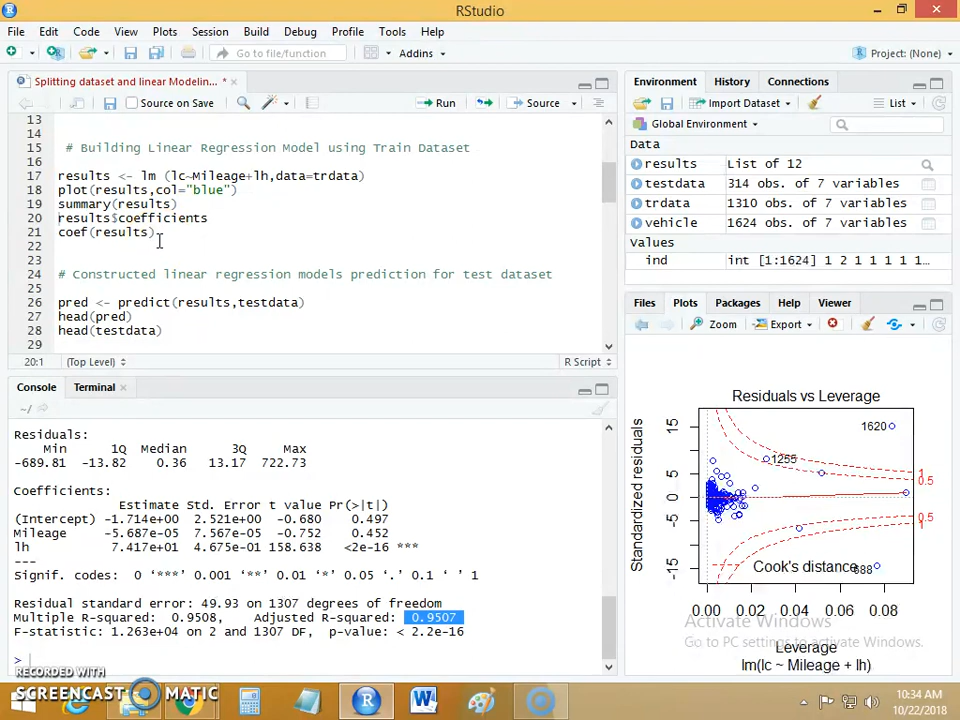 RStudio
File Edit Code View Plots Session Build Debug Profile Tools Help
Go to file/function Addins Project: (None)
Splitting dataset and linear Modelin... *
Source on Save Run Source
13
14
15 # Building Linear Regression Model using Train Dataset
16
17 results <- lm (lc~Mileage+lh,data=trdata)
18 plot(results,col="blue")
19 summary(results)
20 results$coefficients
21 coef(results)
22
23
24 # Constructed linear regression models prediction for test dataset
25
26 pred <- predict(results,testdata)
27 head(pred)
28 head(testdata)
29
20:1 (Top Level) R Script
Console Terminal
~/
Residuals:
Min 1Q Median 3Q Max
-689.81 -13.82 0.36 13.17 722.73
Coefficients:
Estimate Std. Error t value Pr(>|t|)
(Intercept) -1.714e+00 2.521e+00 -0.680 0.497
Mileage -5.687e-05 7.567e-05 -0.752 0.452
lh 7.417e+01 4.675e-01 158.638 <2e-16 ***
---
Signif. codes: 0 ‘***’ 0.001 ‘**’ 0.01 ‘*’ 0.05 ‘.’ 0.1 ‘ ’ 1
Residual standard error: 49.93 on 1307 degrees of freedom
Multiple R-squared: 0.9508, Adjusted R-squared: 0.9507
F-statistic: 1.263e+04 on 2 and 1307 DF, p-value: < 2.2e-16
>
Environment History Connections
Import Dataset List
Global Environment
Data
results List of 12
testdata 314 obs. of 7 variables
trdata 1310 obs. of 7 variables
vehicle 1624 obs. of 7 variables
Values
ind int [1:1624] 1 2 1 1 1 1 1…
Files Plots Packages Help Viewer
Zoom Export
Residuals vs Leverage
Standardized residuals
15
5
0
-5
-15
1620
1255
688
1
0.5
0.5
1
Cook's distance
0.00 0.02 0.04 0.06 0.08
Leverage
lm(lc ~ Mileage + lh)
Activate Windows
Go to PC settings to activate Windows.
RECORDED WITH
SCREENCAST MATIC
10:34 AM
10/22/2018